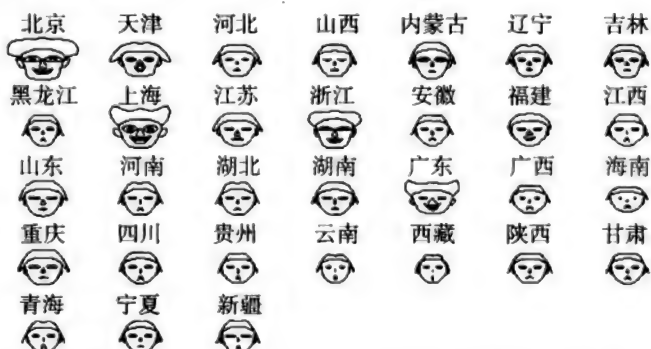 北京 天津 河北 山西 内蒙古 辽宁 吉林
黑龙江 上海 江苏 浙江 安徽 福建 江西
山东 河南 湖北 湖南 广东 广西 海南
重庆 四川 贵州 云南 西藏 陕西 甘肃
青海 宁夏 新疆